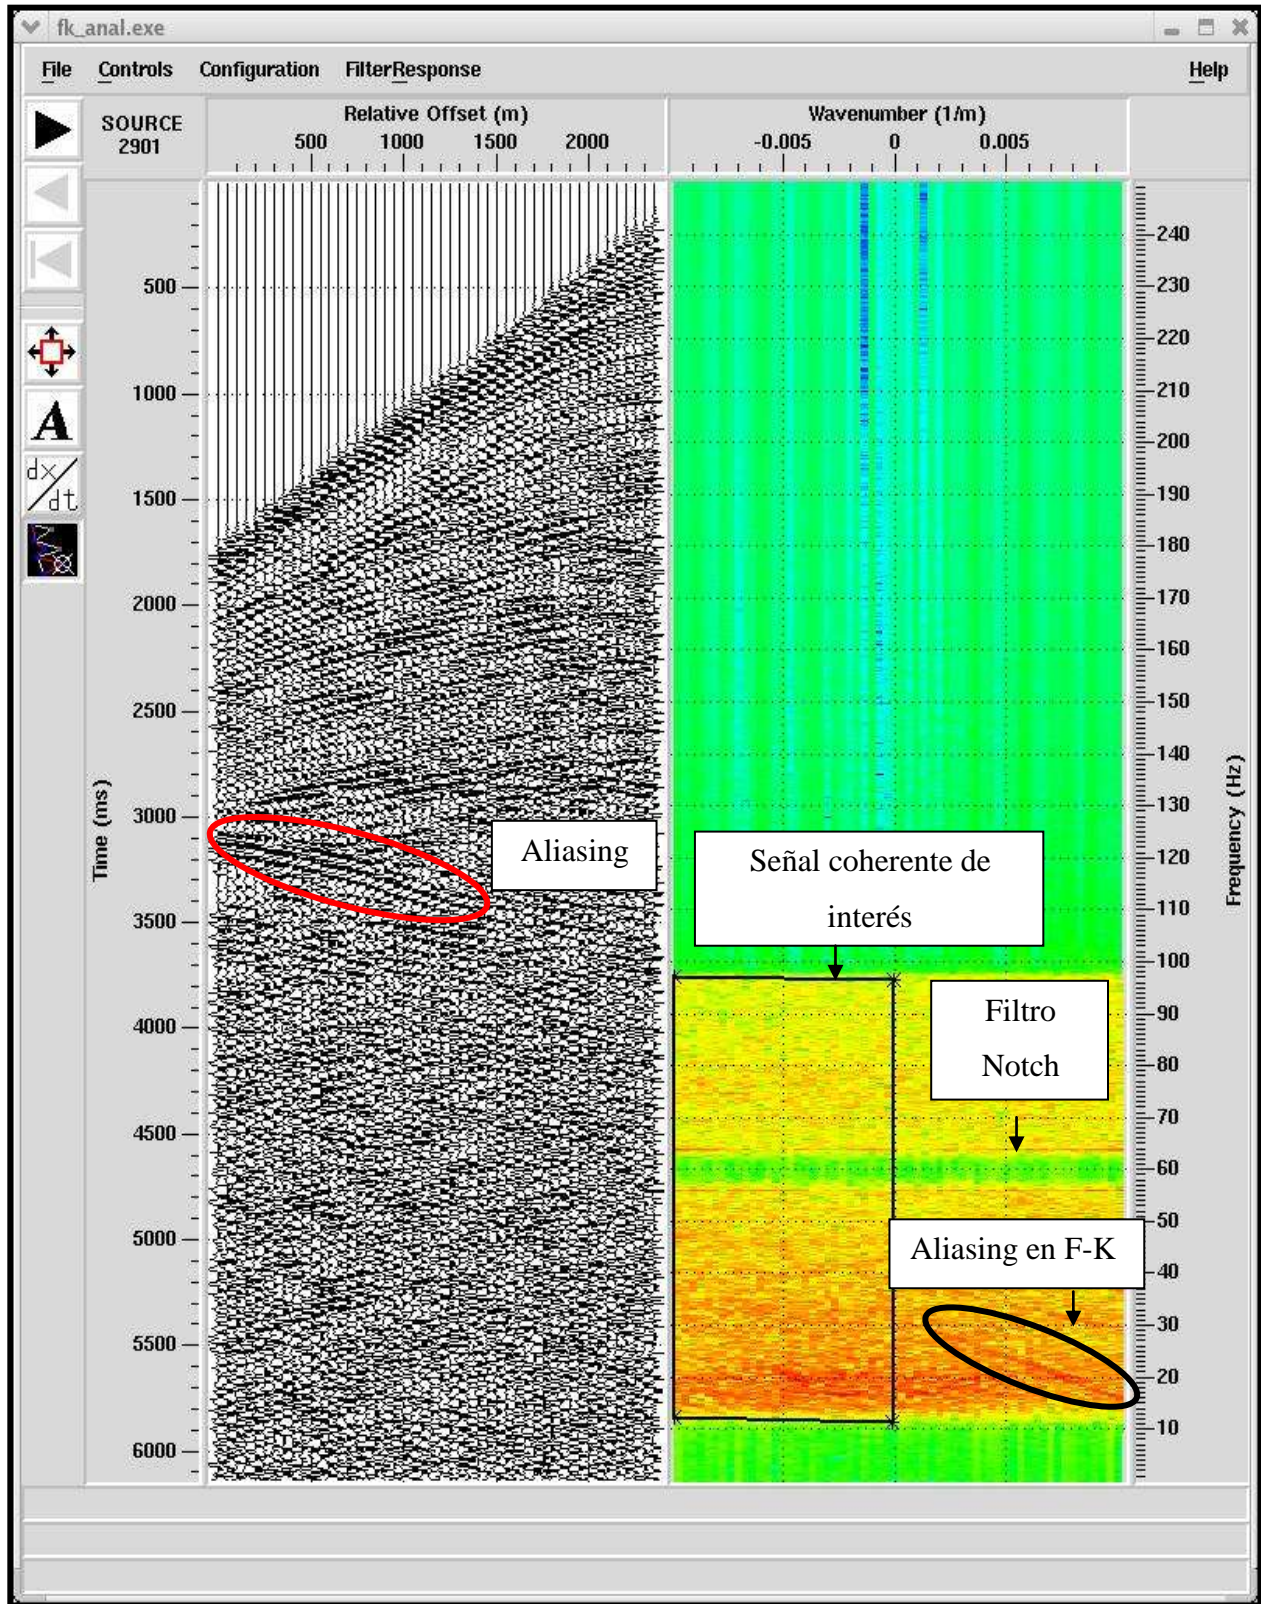 fk_anal.exe
File Controls Configuration FilterResponse Help
SOURCE
2901
Relative Offset (m)
500 1000 1500 2000
Wavenumber (1/m)
-0.005 0 0.005
Time (ms)
500
1000
1500
2000
2500
3000
3500
4000
4500
5000
5500
6000
A
dx/dt
Aliasing
Señal coherente de
interés
Filtro
Notch
Aliasing en F-K
240
230
220
210
200
190
180
170
160
150
140
130
120
110
100
90
80
70
60
50
40
30
20
10
Frequency (Hz)